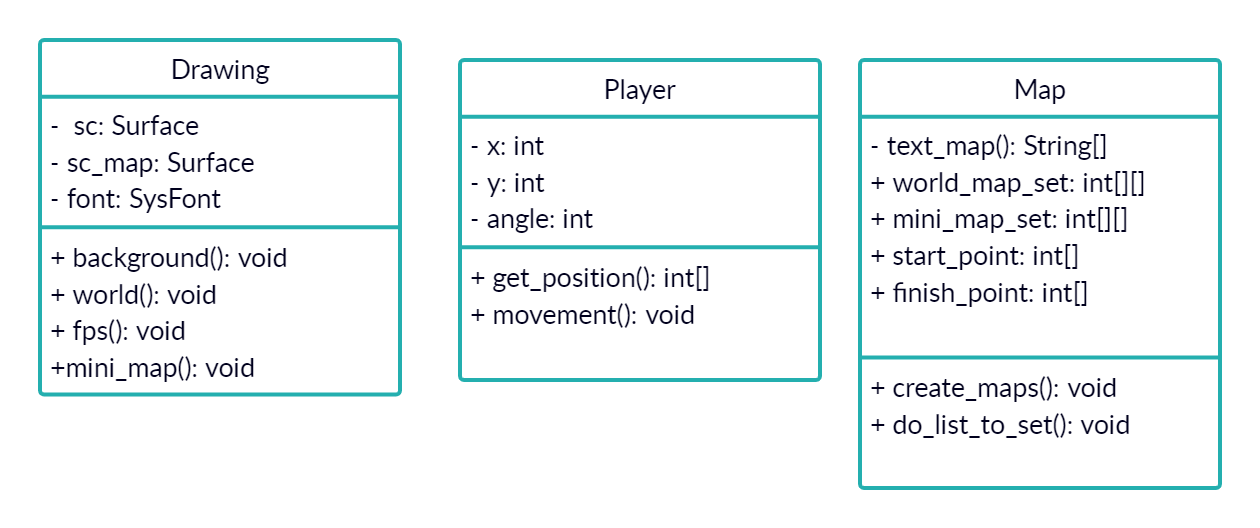 Drawing
- sc: Surface
- sc_map: Surface
- font: SysFont
+ background(): void
+ world(): void
+ fps(): void
+mini_map(): void
Player
- x: int
- y: int
- angle: int
+ get_position(): int[]
+ movement(): void
Map
- text_map(): String[]
+ world_map_set: int[][]
+ mini_map_set: int[][]
+ start_point: int[]
+ finish_point: int[]
+ create_maps(): void
+ do_list_to_set(): void